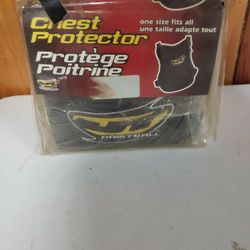 Chest
Protector
one size fits all
une taille adapte tout
Protège
Poitrine
PAINTBALL